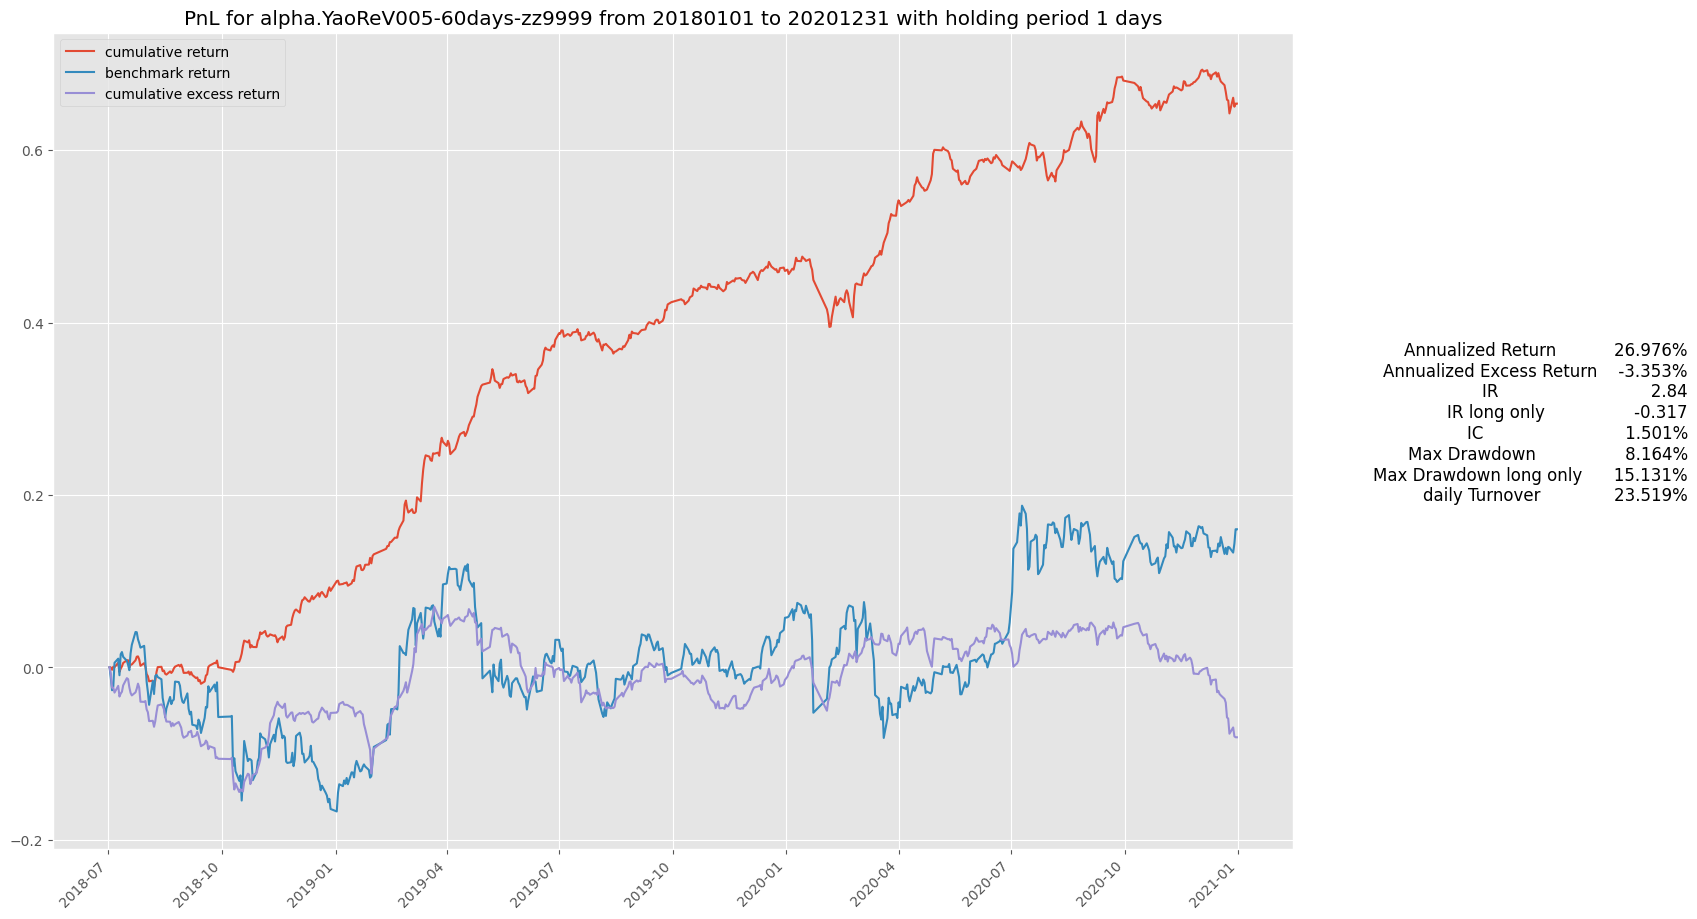 PnL for alpha.YaoReV005-60days-zz9999 from 20180101 to 20201231 with holding period 1 days
cumulative return
benchmark return
cumulative excess return
0.6
0.4
0.2
0.0
−0.2
2018-07
2018-10
2019-01
2019-04
2019-07
2019-10
2020-01
2020-04
2020-07
2020-10
2021-01
Annualized Return 26.976%
Annualized Excess Return -3.353%
IR 2.84
IR long only -0.317
IC 1.501%
Max Drawdown 8.164%
Max Drawdown long only 15.131%
daily Turnover 23.519%